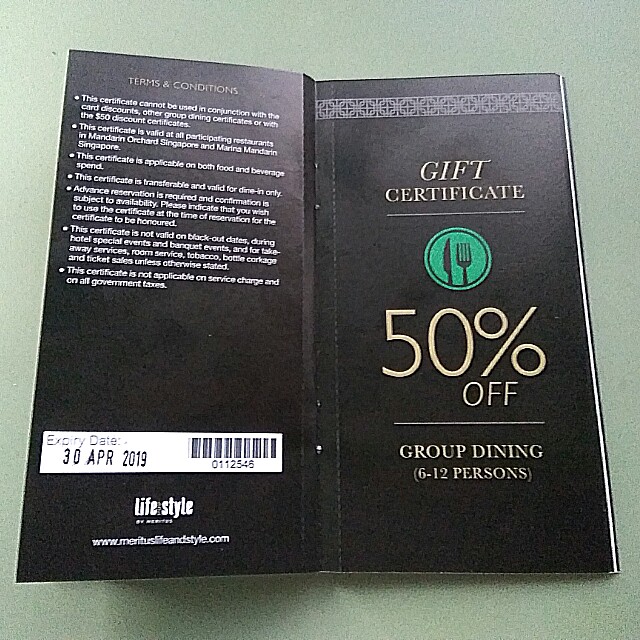 TERMS & CONDITIONS
• This certificate cannot be used in conjunction with the
card discounts, other group dining certificates or with
the $50 discount certificates.
• This certificate is valid at all participating restaurants
in Mandarin Orchard Singapore and Marina Mandarin
Singapore.
• This certificate is applicable on both food and beverage
spend.
• This certificate is transferable and valid for dine-in only.
• Advance reservation is required and confirmation is
subject to availability. Please indicate that you wish
to use the certificate at the time of reservation for the
certificate to be honoured.
• This certificate is not valid on black-out dates, during
hotel special events and banquet events, and for take-
away services, room service, tobacco, bottle corkage
and ticket sales unless otherwise stated.
• This certificate is not applicable on service charge and
on all government taxes.
Expiry Date:
30 APR 2019
0112546
life style
BY MERITUS
www.merituslifeandstyle.com
GIFT
CERTIFICATE
50%
OFF
GROUP DINING
(6-12 PERSONS)